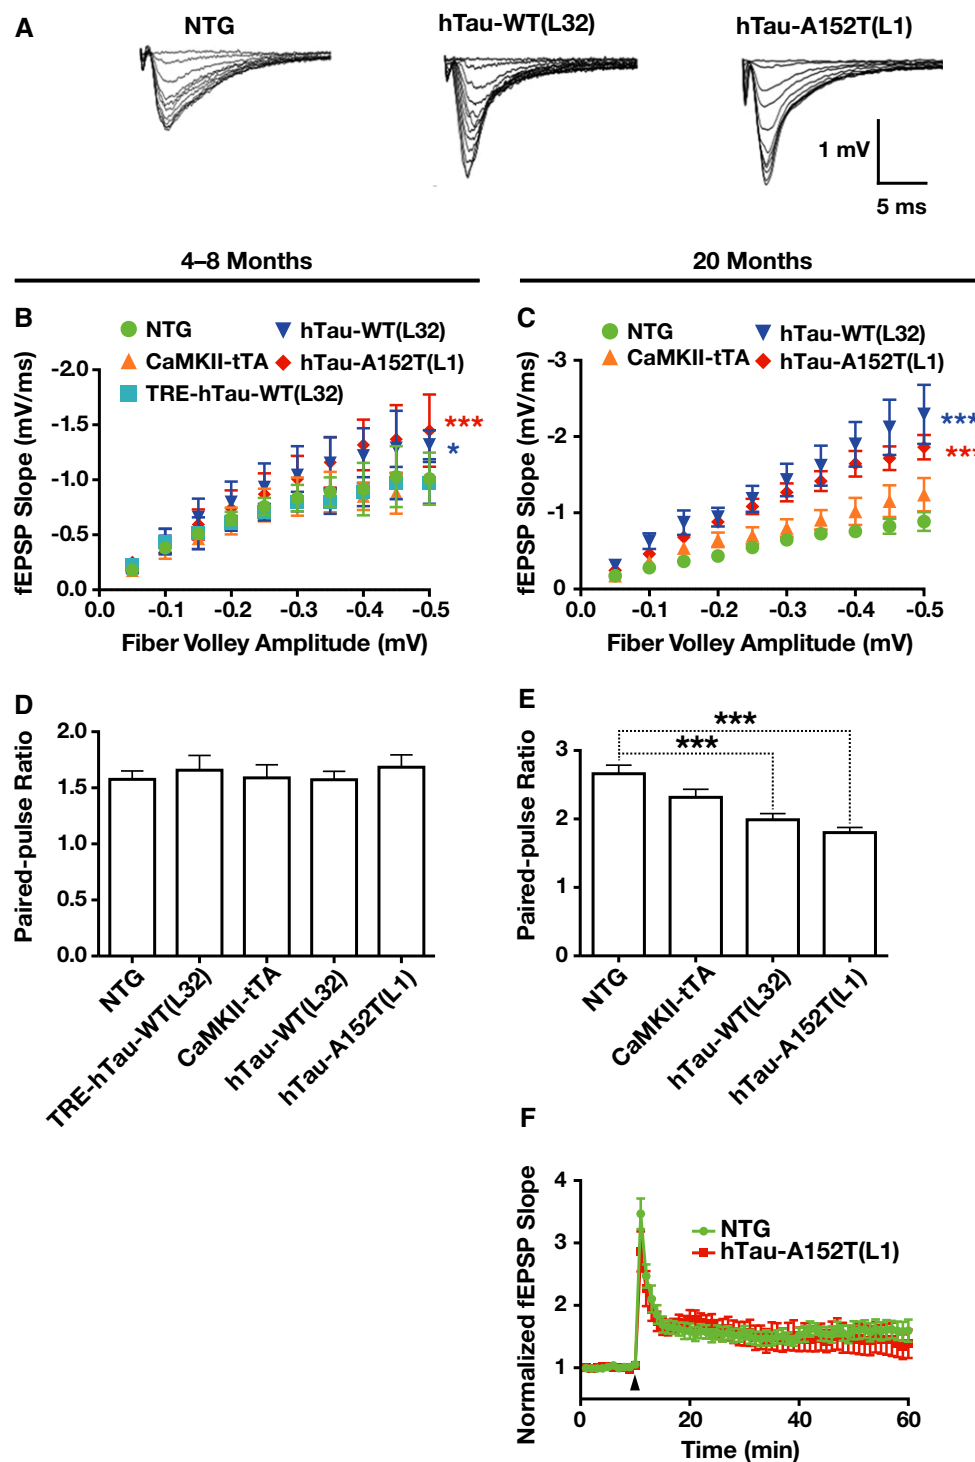 A
NTG
hTau-WT(L32)
hTau-A152T(L1)
1 mV
5 ms
4–8 Months
20 Months
B
NTG
hTau-WT(L32)
CaMKII-tTA
hTau-A152T(L1)
TRE-hTau-WT(L32)
fEPSP Slope (mV/ms)
-2.0
-1.5
-1.0
-0.5
0.0
***
*
0.0
-0.1
-0.2
-0.3
-0.4
-0.5
Fiber Volley Amplitude (mV)
C
NTG
hTau-WT(L32)
CaMKII-tTA
hTau-A152T(L1)
fEPSP Slope (mV/ms)
-3
-2
-1
0
***
***
0.0
-0.1
-0.2
-0.3
-0.4
-0.5
Fiber Volley Amplitude (mV)
D
Paired-pulse Ratio
2.0
1.5
1.0
0.5
0.0
NTG
TRE-hTau-WT(L32)
CaMKII-tTA
hTau-WT(L32)
hTau-A152T(L1)
E
Paired-pulse Ratio
3
2
1
0
***
***
NTG
CaMKII-tTA
hTau-WT(L32)
hTau-A152T(L1)
F
Normalized fEPSP Slope
4
3
2
1
NTG
hTau-A152T(L1)
0
20
40
60
Time (min)